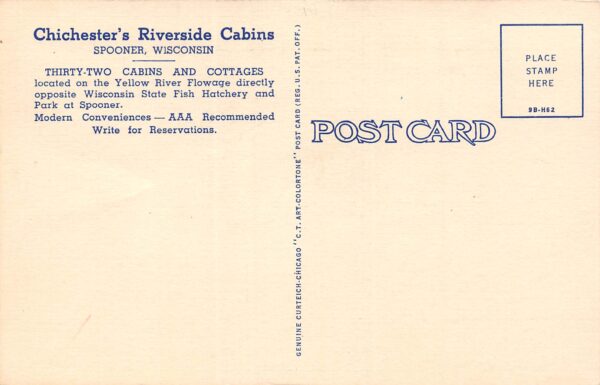 Chichester's Riverside Cabins
SPOONER, WISCONSIN
THIRTY-TWO CABINS AND COTTAGES
located on the Yellow River Flowage directly
opposite Wisconsin State Fish Hatchery and
Park at Spooner.
Modern Conveniences — AAA Recommended
Write for Reservations.
GENUINE CURTEICH-CHICAGO "C.T. ART-COLORTONE" POST CARD (REG. U.S. PAT. OFF.)
POST CARD
PLACE
STAMP
HERE
9B-H62